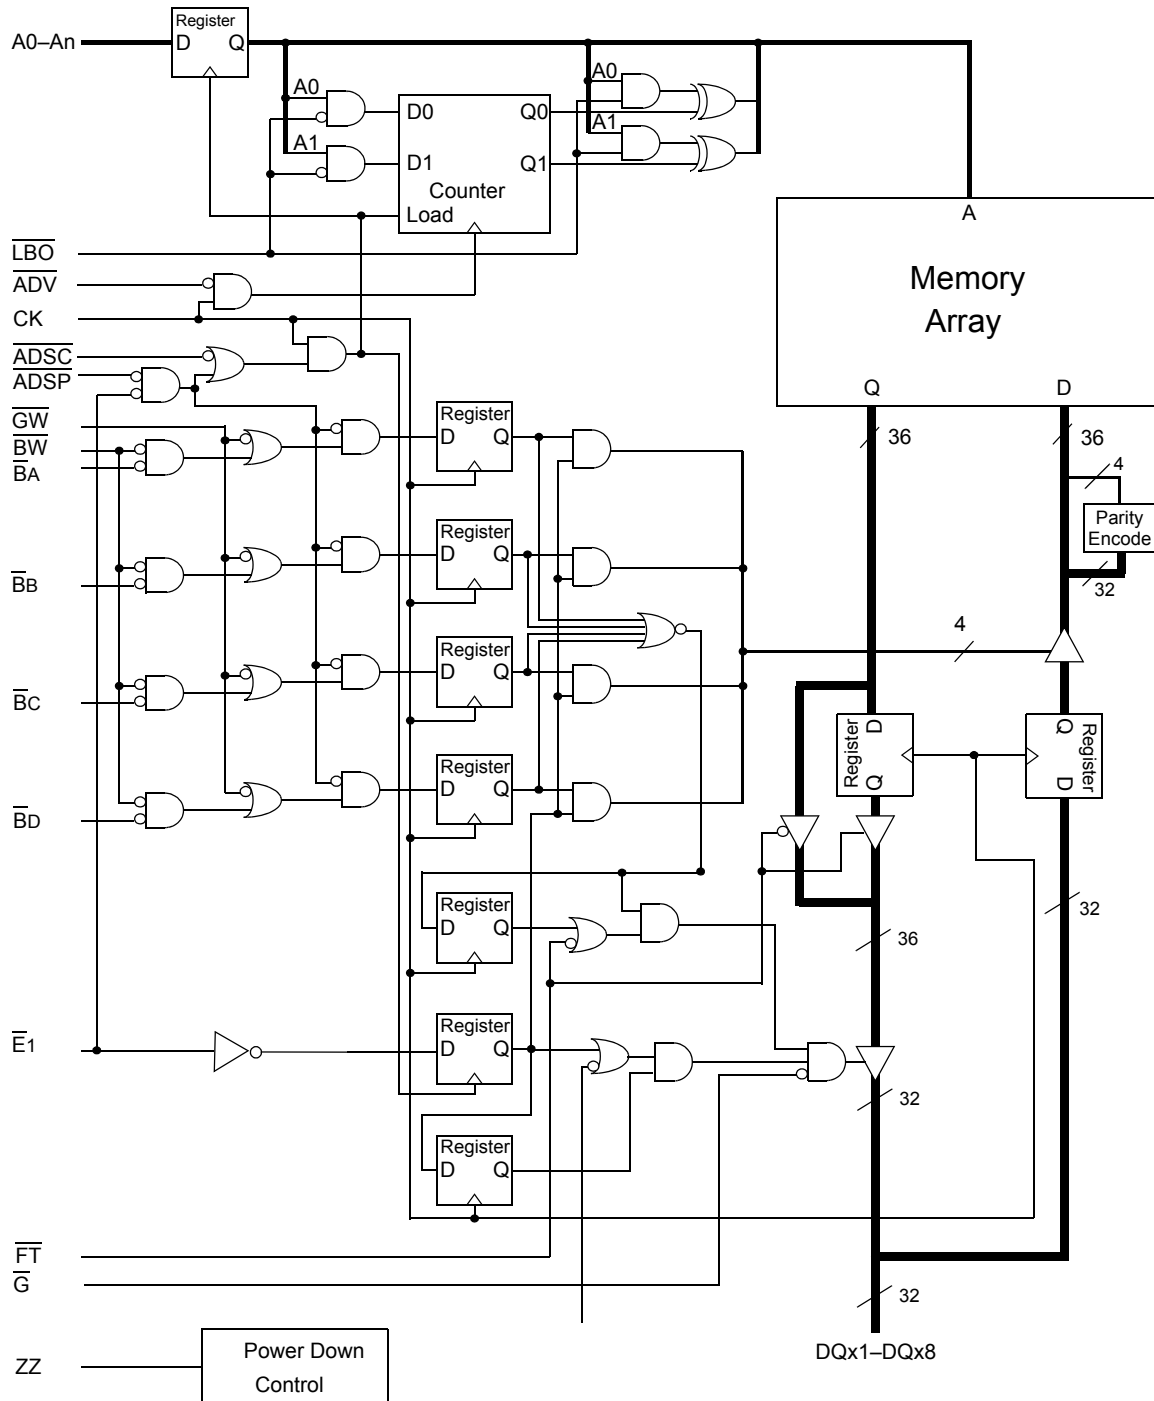 Register
A0–An
D Q
A0
A0
D0 Q0
A1
A1
D1 Q1
Counter
Load
A
LBO
ADV
CK
Memory
Array
ADSC
ADSP
Q D
GW
BW
BA
Register
D Q
36
36
4
Parity
Encode
Register
D Q
BB
32
4
Register
D Q
BC
Register
D
Q
Register
Q
D
Register
D Q
BD
Register
D Q
32
36
Register
D Q
E1
32
Register
D Q
FT
G
32
Power Down
Control
ZZ
DQx1–DQx8